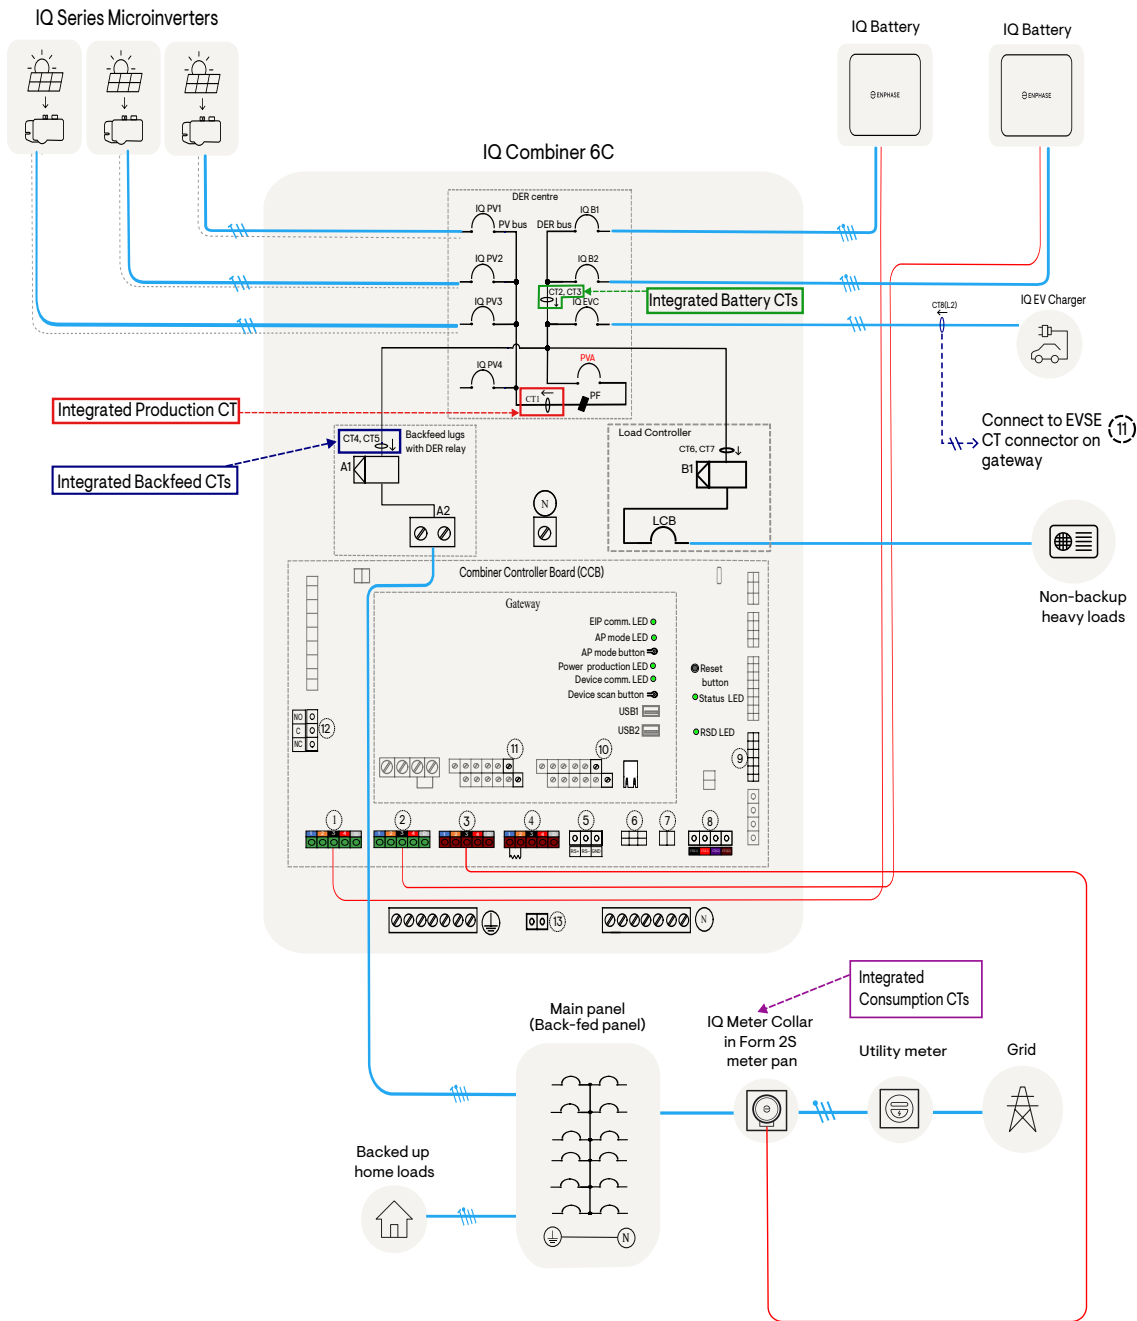 IQ Series Microinverters
IQ Battery
IQ Battery
ENPHASE
ENPHASE
IQ Combiner 6C
DER centre
IQ PV1
PV bus
DER bus
IQ B1
IQ PV2
IQ B2
CT2, CT3
Integrated Battery CTs
IQ PV3
IQ EVC
CT8(L2)
IQ EV Charger
IQ PV4
PVA
CT1
PF
Integrated Production CT
Connect to EVSE
CT connector on
gateway
11
CT4, CT5
Backfeed lugs
with DER relay
A1
Integrated Backfeed CTs
A2
N
Load Controller
CT6, CT7
B1
LCB
Non-backup
heavy loads
Combiner Controller Board (CCB)
Gateway
EIP comm. LED
AP mode LED
AP mode button
Power production LED
Device comm. LED
Device scan button
USB1
USB2
Reset
button
Status LED
RSD LED
NO
C
NC
12
11
10
9
1
2
3
4
5
6
7
8
RS+ RS- GND
13
N
Integrated
Consumption CTs
Main panel
(Back-fed panel)
IQ Meter Collar
in Form 2S
meter pan
Utility meter
Grid
Backed up
home loads
N